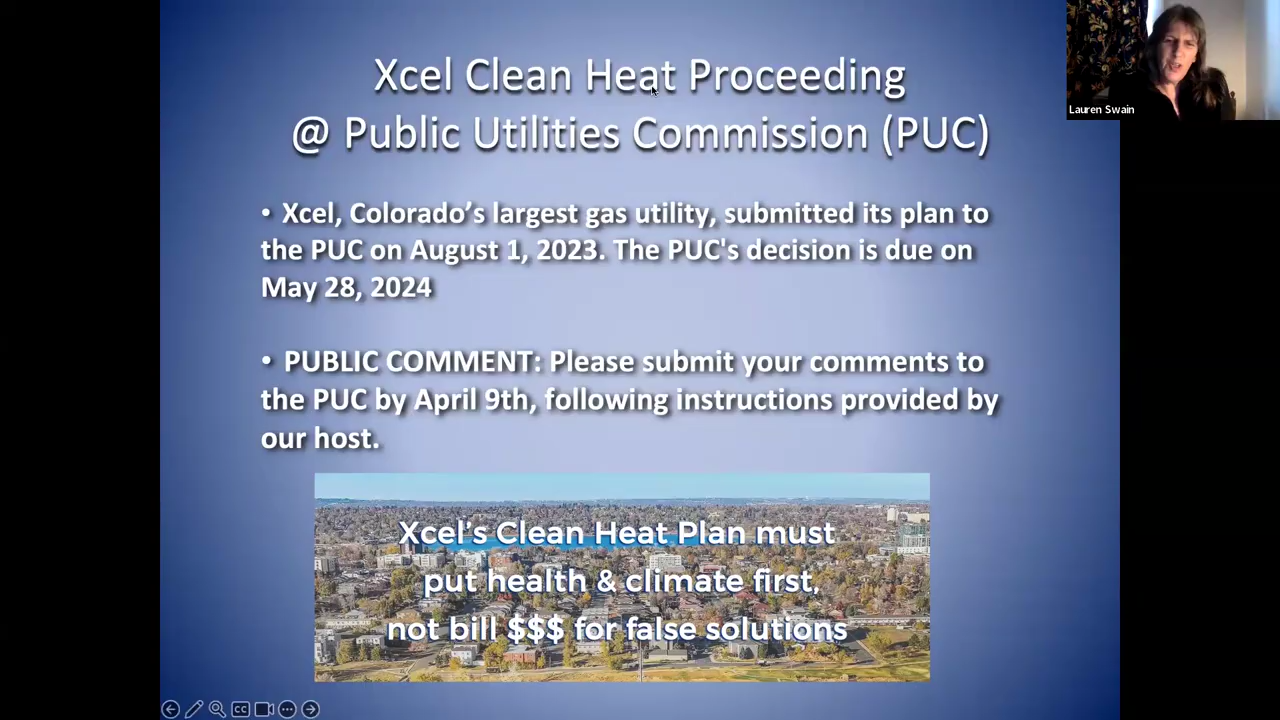 Xcel Clean Heat Proceeding
@ Public Utilities Commission (PUC)
Lauren Swain
• Xcel, Colorado’s largest gas utility, submitted its plan to
the PUC on August 1, 2023. The PUC's decision is due on
May 28, 2024
• PUBLIC COMMENT: Please submit your comments to
the PUC by April 9th, following instructions provided by
our host.
Xcel’s Clean Heat Plan must
put health & climate first,
not bill $$$ for false solutions
CC